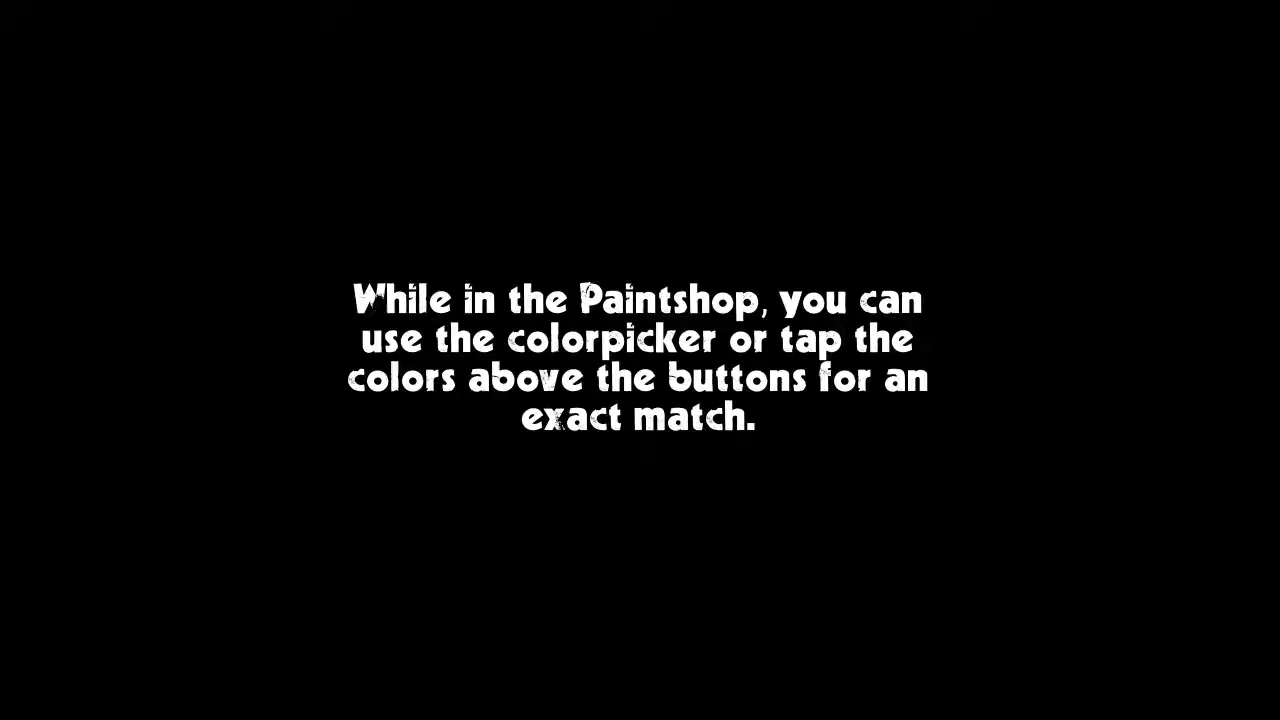 While in the Paintshop, you can
use the colorpicker or tap the
colors above the buttons for an
exact match.